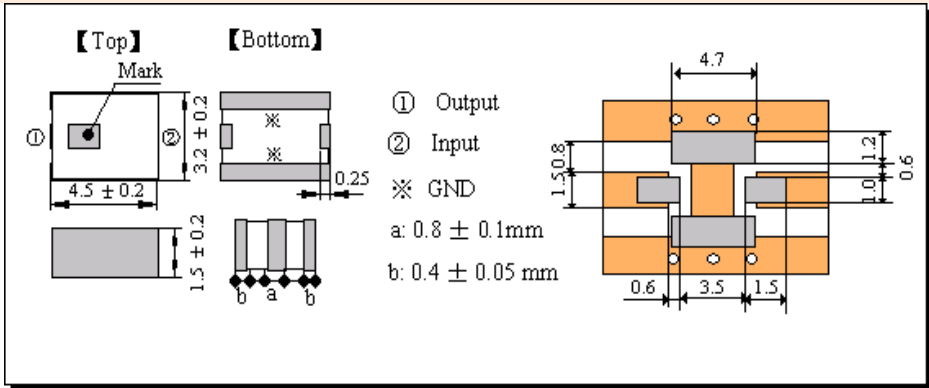 【Top】
【Bottom】
Mark
①
②
3.2 ± 0.2
4.5 ± 0.2
0.25
※
※
1.5 ± 0.2
b a b
① Output
② Input
※ GND
a: 0.8 ± 0.1mm
b: 0.4 ± 0.05 mm
4.7
0.8
1.5
1.2
0.6
1.0
0.6 3.5 1.5